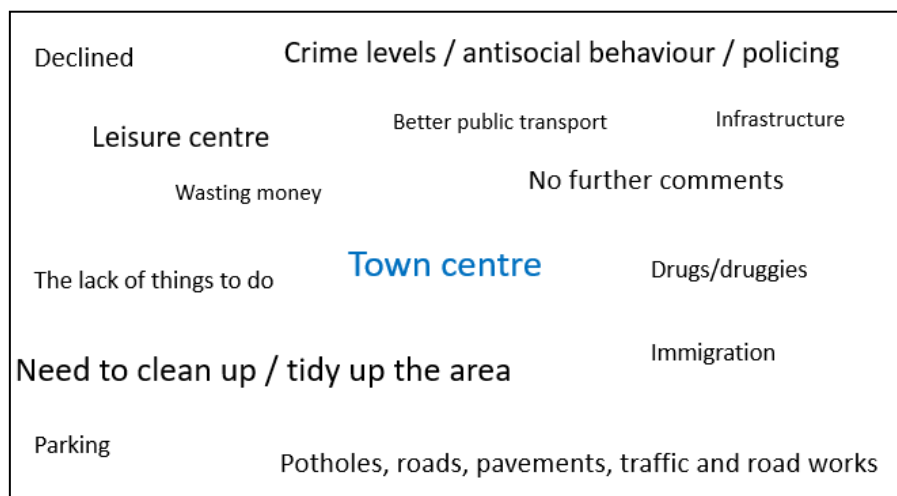 Declined
Crime levels / antisocial behaviour / policing
Better public transport
Infrastructure
Leisure centre
No further comments
Wasting money
Town centre
Drugs/druggies
The lack of things to do
Immigration
Need to clean up / tidy up the area
Parking
Potholes, roads, pavements, traffic and road works